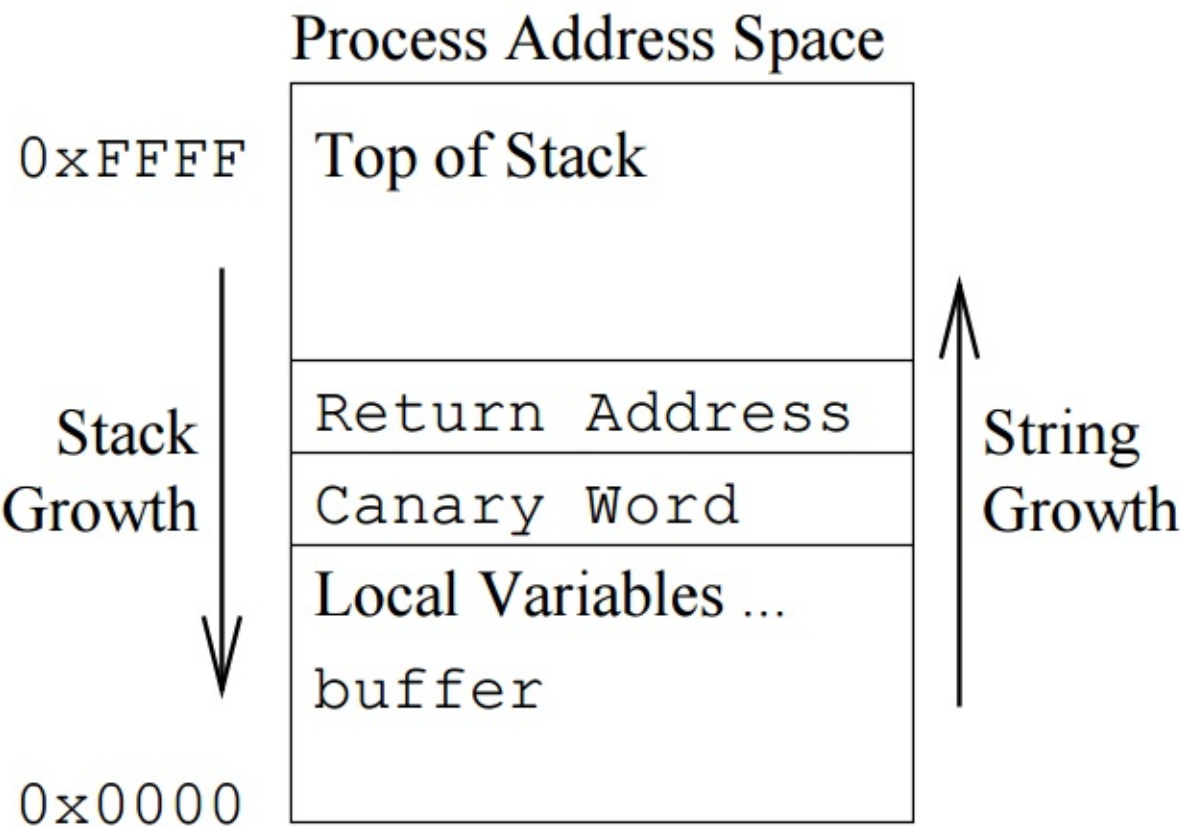 Process Address Space
0xFFFF
Top of Stack
Return Address
Stack
Growth
Canary Word
String
Growth
Local Variables ...
buffer
0x0000